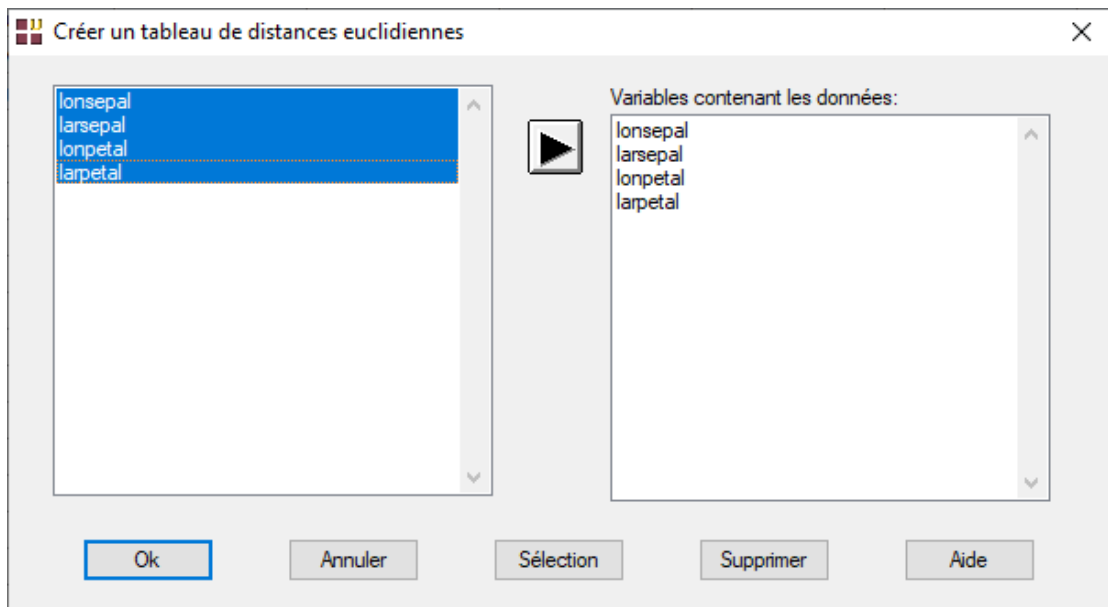 Créer un tableau de distances euclidiennes
lonsepal
larsepal
lonpetal
larpetal
Variables contenant les données:
lonsepal
larsepal
lonpetal
larpetal
Ok
Annuler
Sélection
Supprimer
Aide